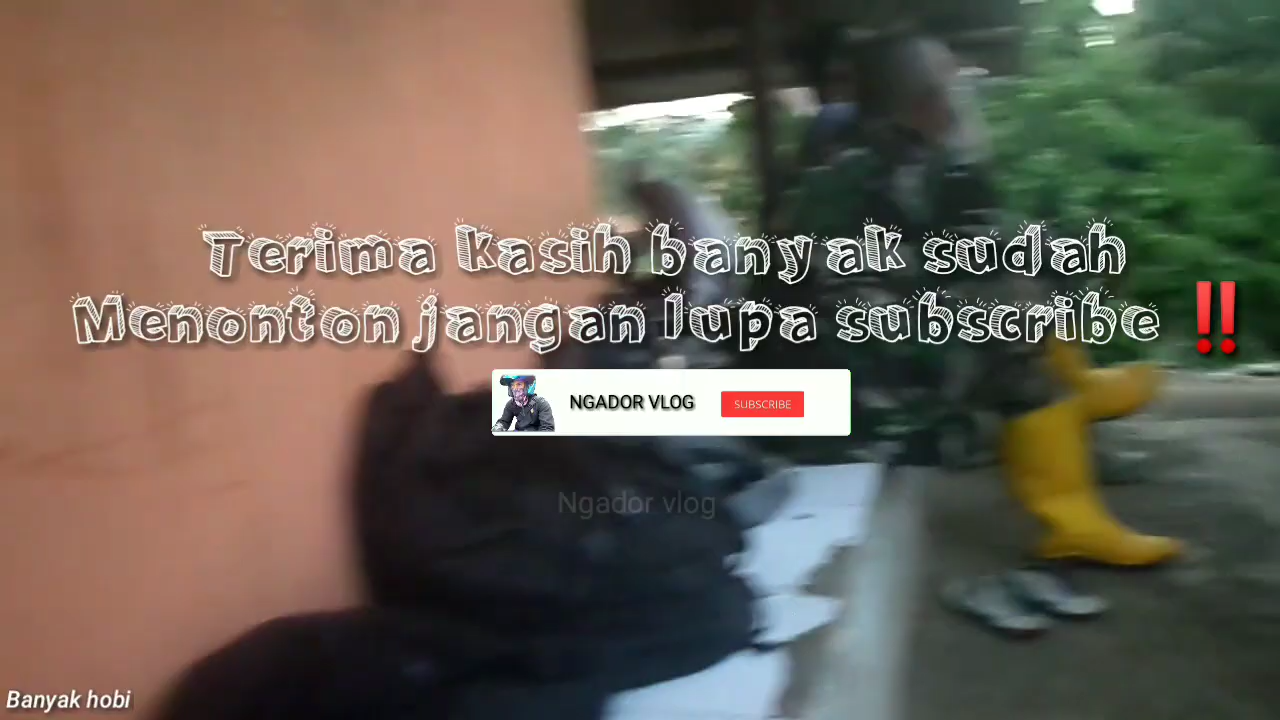 Terima kasih banyak sudah
Menonton jangan lupa subscribe ‼️
NGADOR VLOG
SUBSCRIBE
Ngador vlog
Banyak hobi